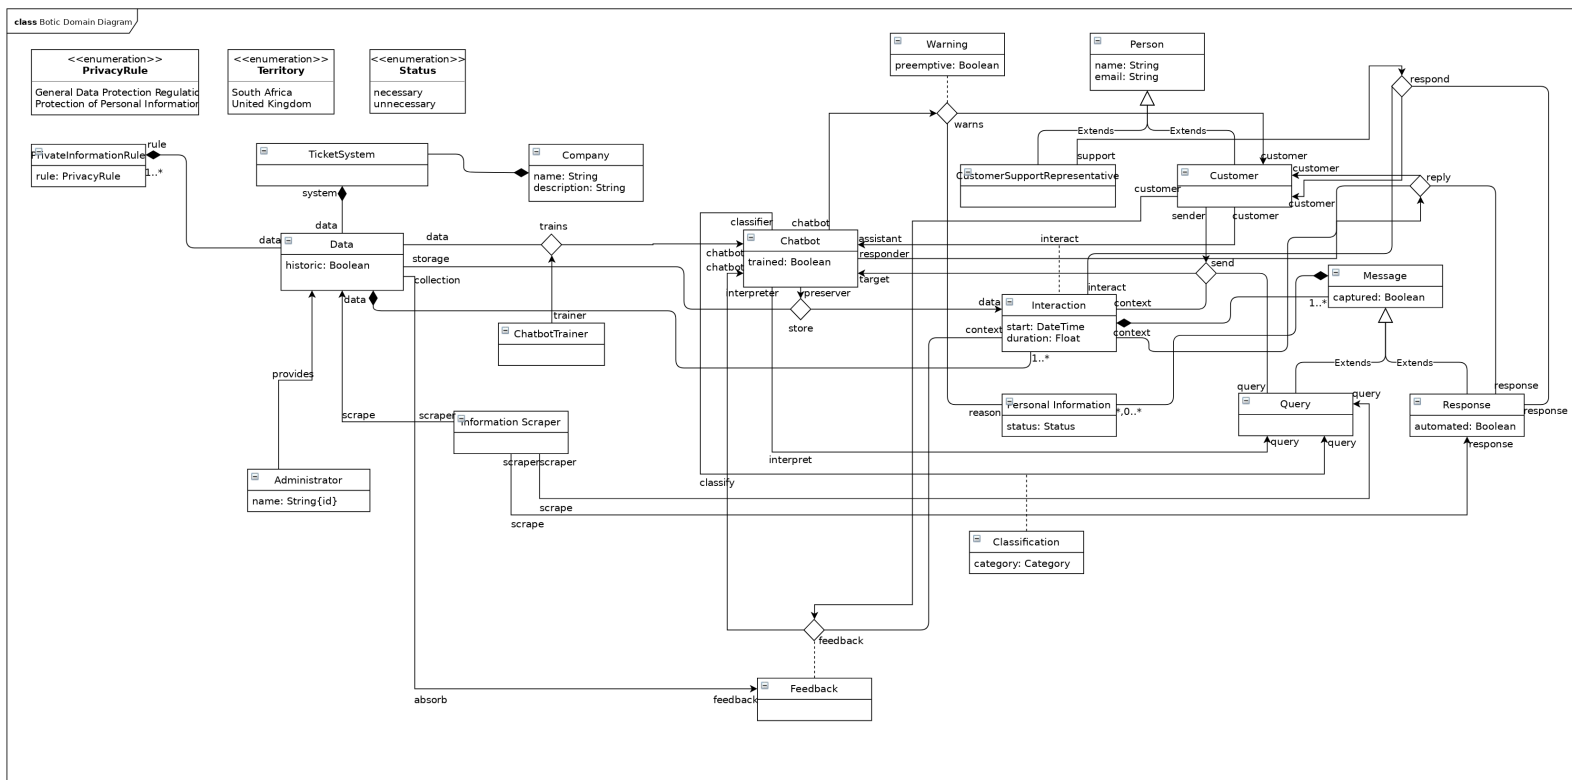 class Botic Domain Diagram
<<enumeration>>
PrivacyRule
General Data Protection Regulatic
Protection of Personal Information
<<enumeration>>
Territory
South Africa
United Kingdom
<<enumeration>>
Status
necessary
unnecessary
Warning
preemptive: Boolean
Person
name: String
email: String
respond
warns
Extends
Extends
support
customer
PrivateInformationRule
rule: PrivacyRule
rule
1..*
TicketSystem
system
Company
name: String
description: String
CustomerSupportRepresentative
Customer
customer
customer
customer
reply
sender
customer
data
data
Data
historic: Boolean
data
storage
collection
data
trains
classifier
chatbot
Chatbot
trained: Boolean
chatbot
chatbot
assistant
responder
target
interact
interpreter
preserver
store
send
interact
Message
captured: Boolean
1..*
data
Interaction
start: DateTime
duration: Float
context
context
context
1..*
trainer
ChatbotTrainer
Extends
Extends
provides
scrape
scraper
Information Scraper
scraper
scraper
reason
Personal Information
status: Status
*,0..*
query
query
Query
query
query
response
Response
automated: Boolean
response
response
interpret
classify
scrape
scrape
Administrator
name: String{id}
Classification
category: Category
feedback
absorb
feedback
Feedback